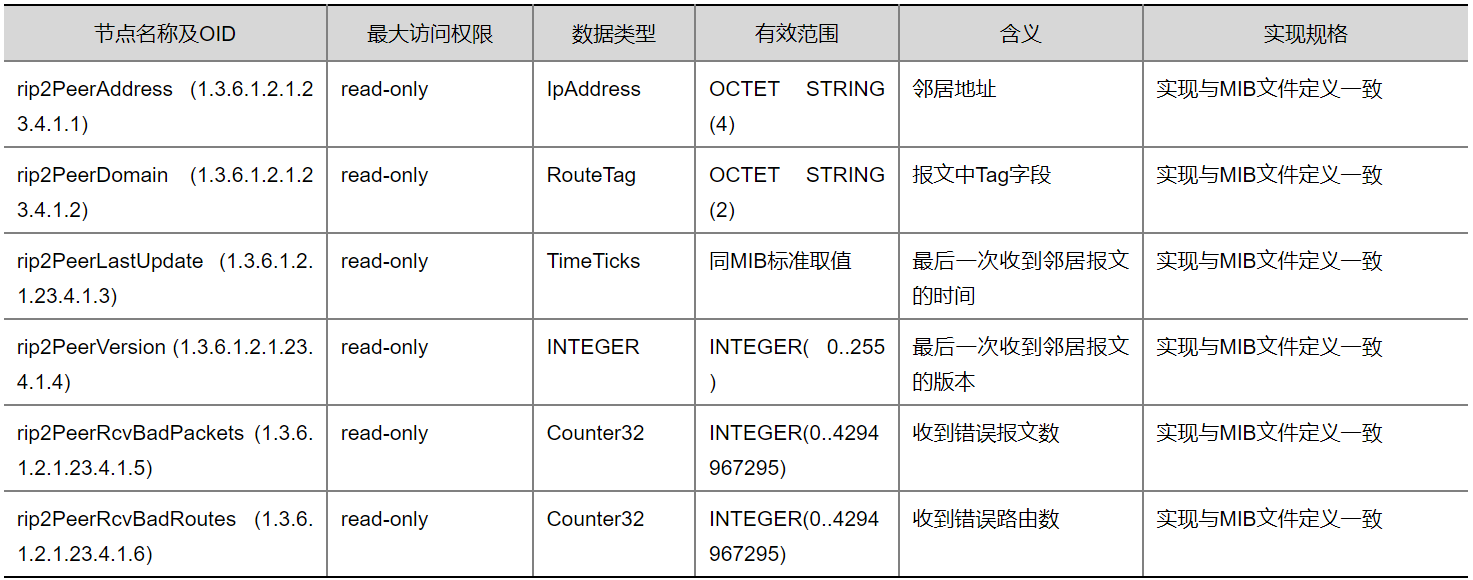 节点名称及OID 最大访问权限 数据类型 有效范围 含义 实现规格
rip2PeerAddress (1.3.6.1.2.1.2 read-only IpAddress OCTET STRING 邻居地址 实现与MIB文件定义一致
3.4.1.1) (4)
rip2PeerDomain (1.3.6.1.2.1.2 read-only RouteTag OCTET STRING 报文中Tag字段 实现与MIB文件定义一致
3.4.1.2) (2)
rip2PeerLastUpdate (1.3.6.1.2. read-only TimeTicks 同MIB标准取值 最后一次收到邻居报文 实现与MIB文件定义一致
1.23.4.1.3) 的时间
rip2PeerVersion (1.3.6.1.2.1.23. read-only INTEGER INTEGER( 0..255 最后一次收到邻居报文 实现与MIB文件定义一致
4.1.4) ) 的版本
rip2PeerRcvBadPackets (1.3.6. read-only Counter32 INTEGER(0..4294 收到错误报文数 实现与MIB文件定义一致
1.2.1.23.4.1.5) 967295)
rip2PeerRcvBadRoutes (1.3.6. read-only Counter32 INTEGER(0..4294 收到错误路由数 实现与MIB文件定义一致
1.2.1.23.4.1.6) 967295)